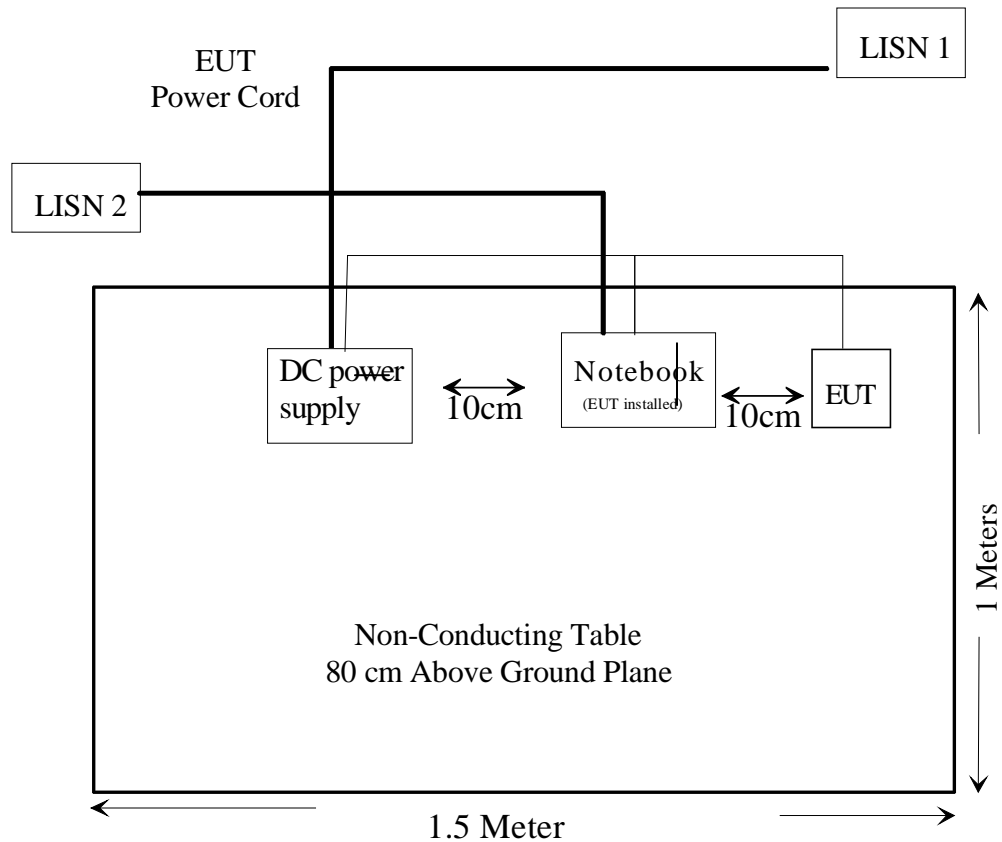 LISN 1
EUT
Power Cord
LISN 2
DC power
supply
10cm
Notebook
(EUT installed)
10cm
EUT
1 Meters
Non-Conducting Table
80 cm Above Ground Plane
1.5 Meter